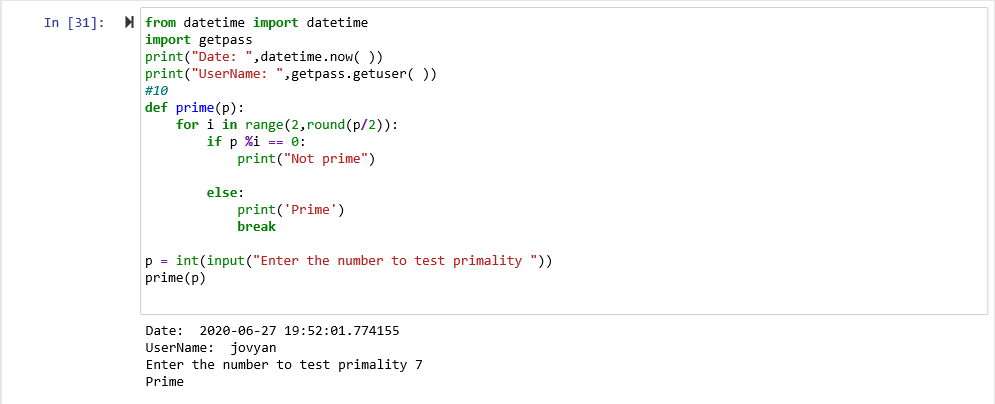 In [31]:
from datetime import datetime
import getpass
print("Date: ",datetime.now( ))
print("UserName: ",getpass.getuser( ))
#10
def prime(p):
    for i in range(2,round(p/2)):
        if p %i == 0:
            print("Not prime")
        else:
            print('Prime')
            break
p = int(input("Enter the number to test primality "))
prime(p)
Date:  2020-06-27 19:52:01.774155
UserName:  jovyan
Enter the number to test primality 7
Prime